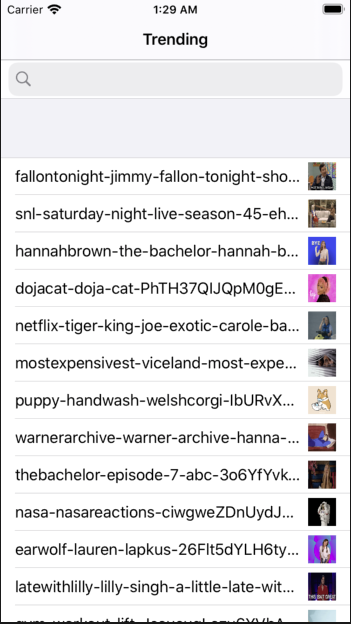 Carrier 1:29 AM
Trending
fallontonight-jimmy-fallon-tonight-sho...
snl-saturday-night-live-season-45-eh...
hannahbrown-the-bachelor-hannah-b...
dojacat-doja-cat-PhTH37QIJQpM0gE...
netflix-tiger-king-joe-exotic-carole-ba...
mostexpensivest-viceland-most-expe...
puppy-handwash-welshcorgi-IbURvX...
warnerarchive-warner-archive-hanna-...
thebachelor-episode-7-abc-3o6YfYvk...
nasa-nasareactions-ciwgweZDnUydJ...
earwolf-lauren-lapkus-26Flt5dYLH6ty...
latewithlilly-lilly-singh-a-little-late-wit...